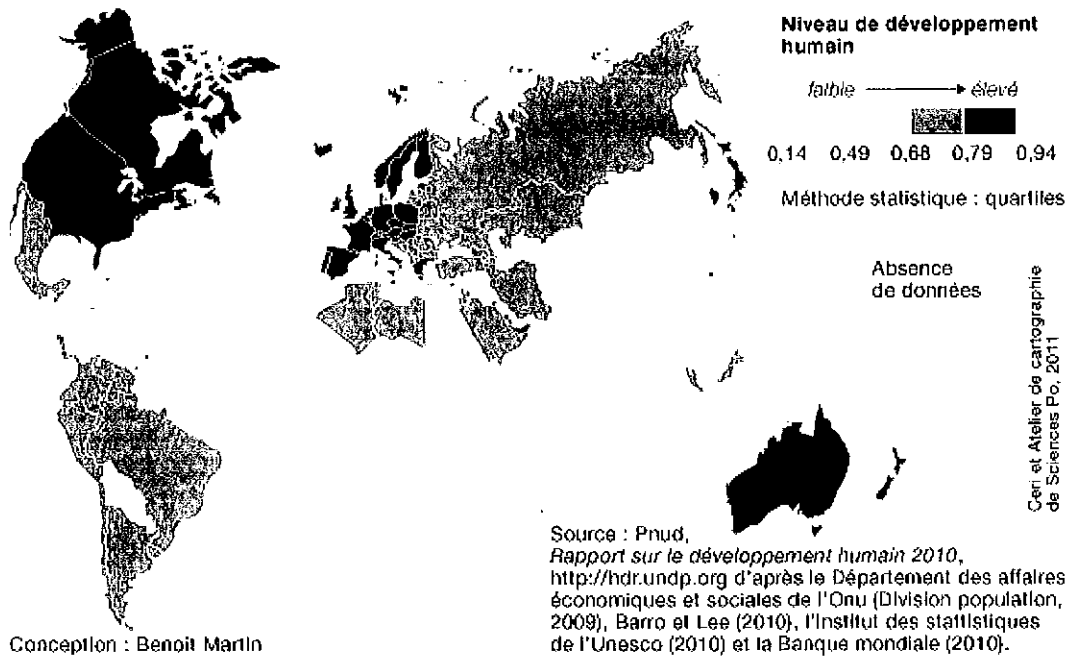 Niveau de développement
humain
faible élevé
0,14 0,49 0,68 0,79 0,94
Méthode statistique : quartiles
Absence
de données
Ceri et Atelier de cartographie
de Sciences Po, 2011
Source : Pnud,
Rapport sur le développement humain 2010,
http://hdr.undp.org d'après le Département des affaires
économiques et sociales de l'Onu (Division population,
2009), Barro et Lee (2010), l'Institut des statistiques
de l'Unesco (2010) et la Banque mondiale (2010).
Conception : Benoit Martin